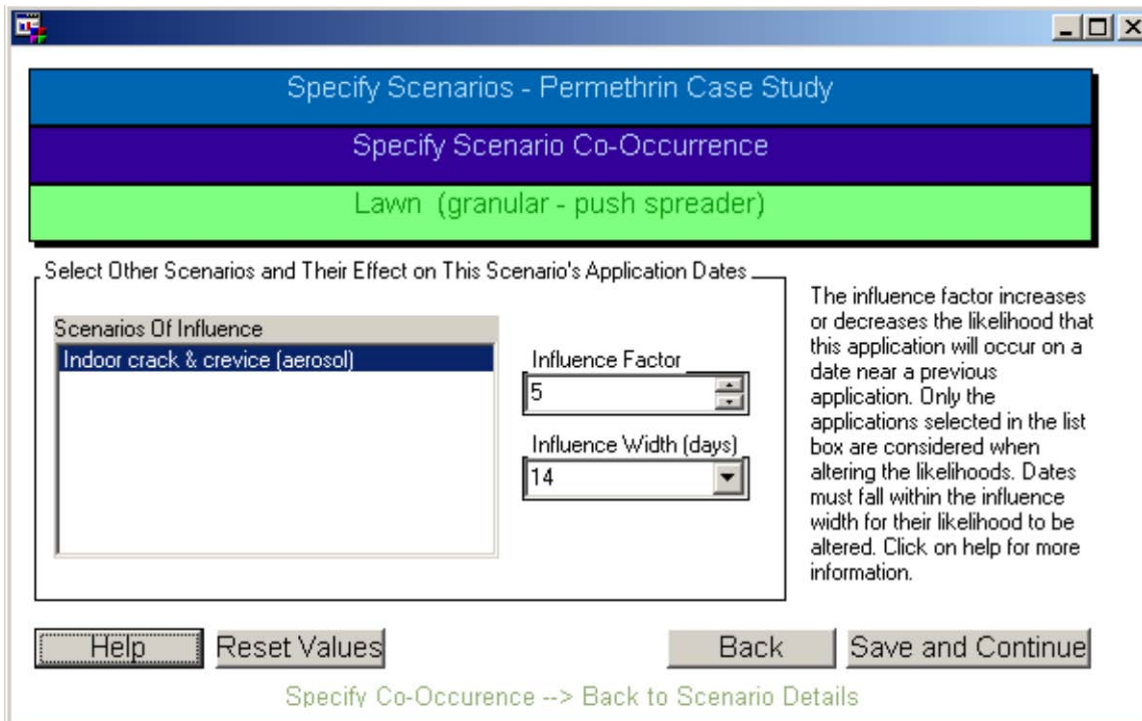 Specify Scenarios - Permethrin Case Study
Specify Scenario Co-Occurrence
Lawn (granular - push spreader)
Select Other Scenarios and Their Effect on This Scenario's Application Dates
Scenarios Of Influence
Indoor crack & crevice (aerosol)
Influence Factor
5
Influence Width (days)
14
The influence factor increases
or decreases the likelihood that
this application will occur on a
date near a previous
application. Only the
applications selected in the list
box are considered when
altering the likelihoods. Dates
must fall within the influence
width for their likelihood to be
altered. Click on help for more
information.
Help
Reset Values
Back
Save and Continue
Specify Co-Occurence --> Back to Scenario Details